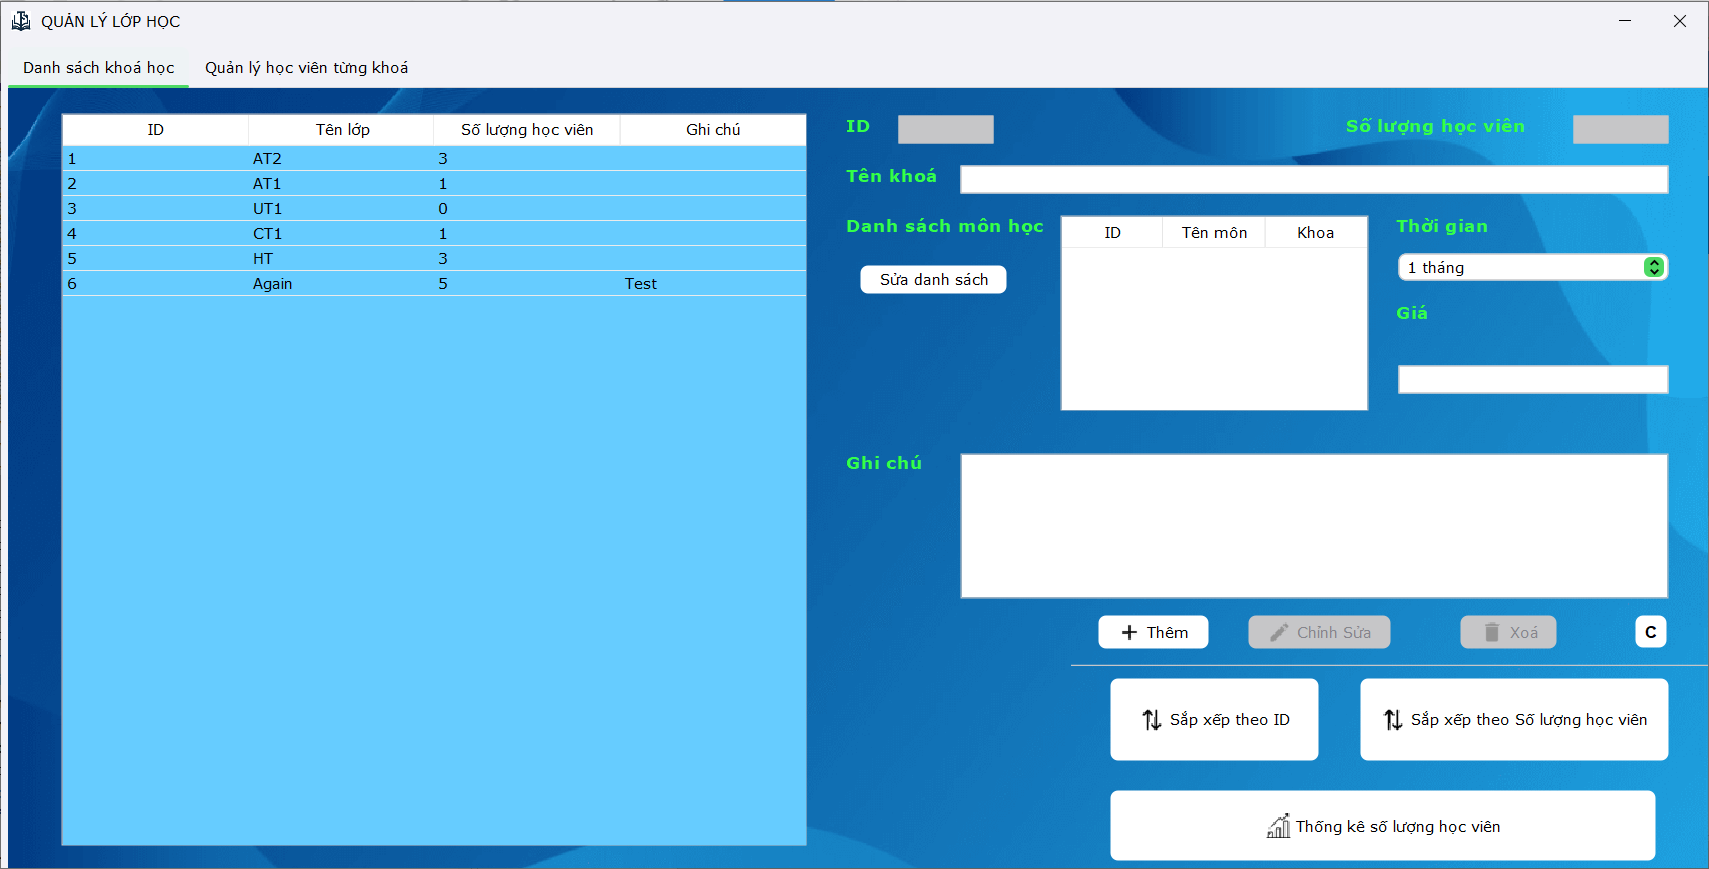 QUẢN LÝ LỚP HỌC
Danh sách khoá học Quản lý học viên từng khoá
ID Tên lớp Số lượng học viên Ghi chú
1 AT2 3
2 AT1 1
3 UT1 0
4 CT1 1
5 HT 3
6 Again 5 Test
ID Số lượng học viên
Tên khoá
Danh sách môn học
Sửa danh sách
ID Tên môn Khoa
Thời gian
1 tháng
Giá
Ghi chú
Thêm Chỉnh Sửa Xoá C
Sắp xếp theo ID Sắp xếp theo Số lượng học viên
Thống kê số lượng học viên